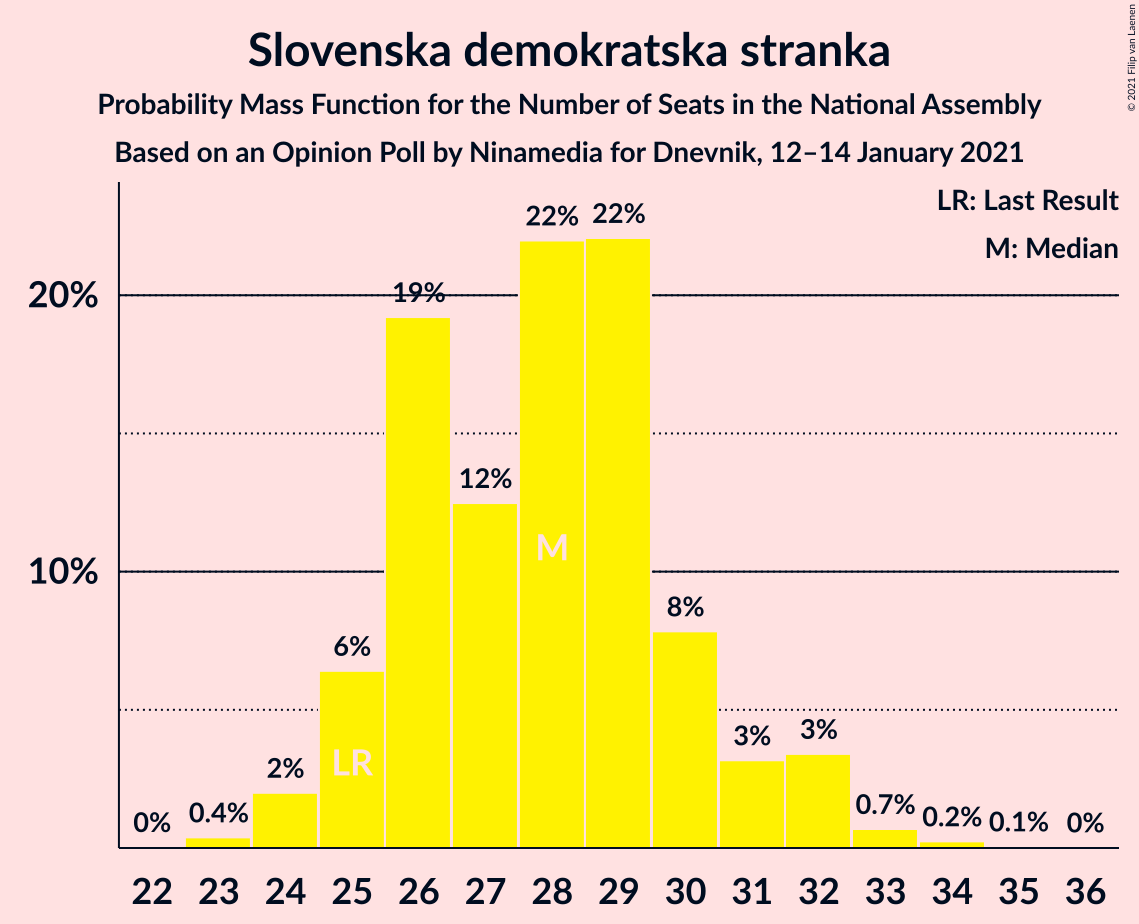 Slovenska demokratska stranka
Probability Mass Function for the Number of Seats in the National Assembly
Based on an Opinion Poll by Ninamedia for Dnevnik, 12–14 January 2021
© 2021 Filip van Laenen
LR: Last Result
M: Median
20%
10%
0%
0.4%
2%
6%
19%
12%
22%
22%
8%
3%
3%
0.7%
0.2%
0.1%
0%
LR
M
22 23 24 25 26 27 28 29 30 31 32 33 34 35 36